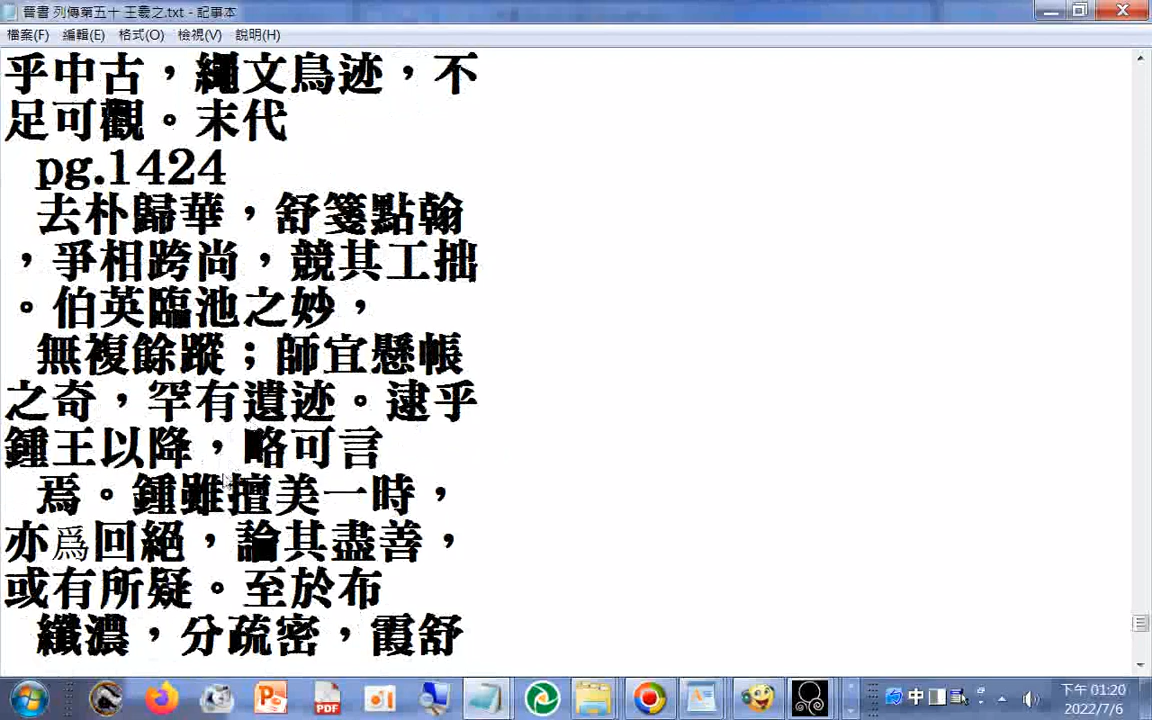 晉書 列傳第五十 王羲之.txt - 記事本
檔案(F) 編輯(E) 格式(O) 檢視(V) 說明(H)
乎中古，繩文鳥迹，不
足可觀。末代
pg.1424
去朴歸華，舒箋點翰
，爭相跨尚，競其工拙
。伯英臨池之妙，
無複餘蹤；師宜懸帳
之奇，罕有遺迹。逮乎
鍾王以降，略可言
焉。鍾雖擅美一時，
亦爲回絕，論其盡善，
或有所疑。至於布
纖濃，分疏密，霞舒
PDF
中
下午 01:20
2022/7/6